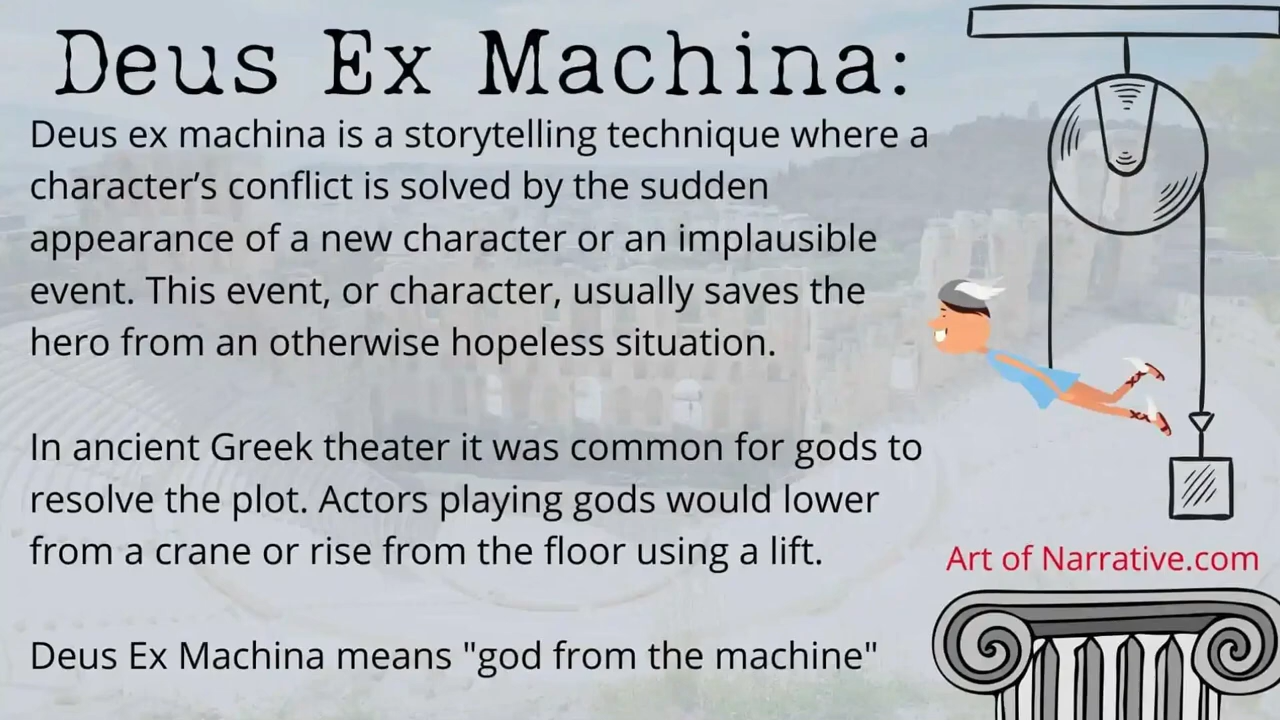 Deus Ex Machina:
Deus ex machina is a storytelling technique where a
character's conflict is solved by the sudden
appearance of a new character or an implausible
event. This event, or character, usually saves the
hero from an otherwise hopeless situation.
In ancient Greek theater it was common for gods to
resolve the plot. Actors playing gods would lower
from a crane or rise from the floor using a lift.
Art of Narrative.com
Deus Ex Machina means "god from the machine"